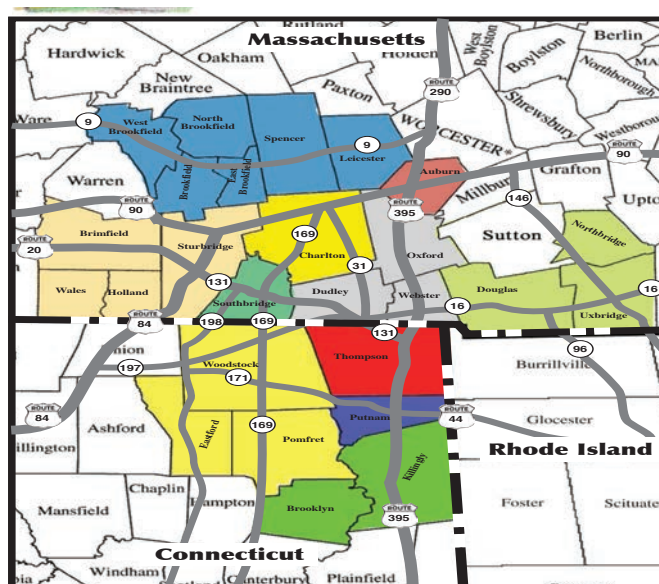 Rutland
Berlin
Massachusetts
West
Boylston
Hardwick
Oakham
Holden
Boylston
Northborough
New
Braintree
ROUTE
290
Paxton
Shrewsbury
Ware
9
West
Brookfield
North
Brookfield
Spencer
9
Leicester
WORCESTER*
Westboro
Warren
Brookfield
East
Brookfield
Auburn
ROUTE
90
Grafton
Millbury
146
Upto
ROUTE
90
ROUTE
395
Brimfield
Sturbridge
169
Charlton
Oxford
Sutton
Northbridge
ROUTE
20
31
131
Wales
Holland
Southbridge
Dudley
Webster
Douglas
16
16
Uxbridge
ROUTE
84
198
169
131
96
nion
Woodstock
Thompson
Burrillville
197
171
ROUTE
84
Putnam
ROUTE
44
Glocester
Ashford
Eastford
169
Pomfret
Killingly
Rhode Island
illington
Chaplin
Hampton
Mansfield
Brooklyn
Foster
Scituate
ROUTE
395
Connecticut
Windham
Canterbury
Plainfield